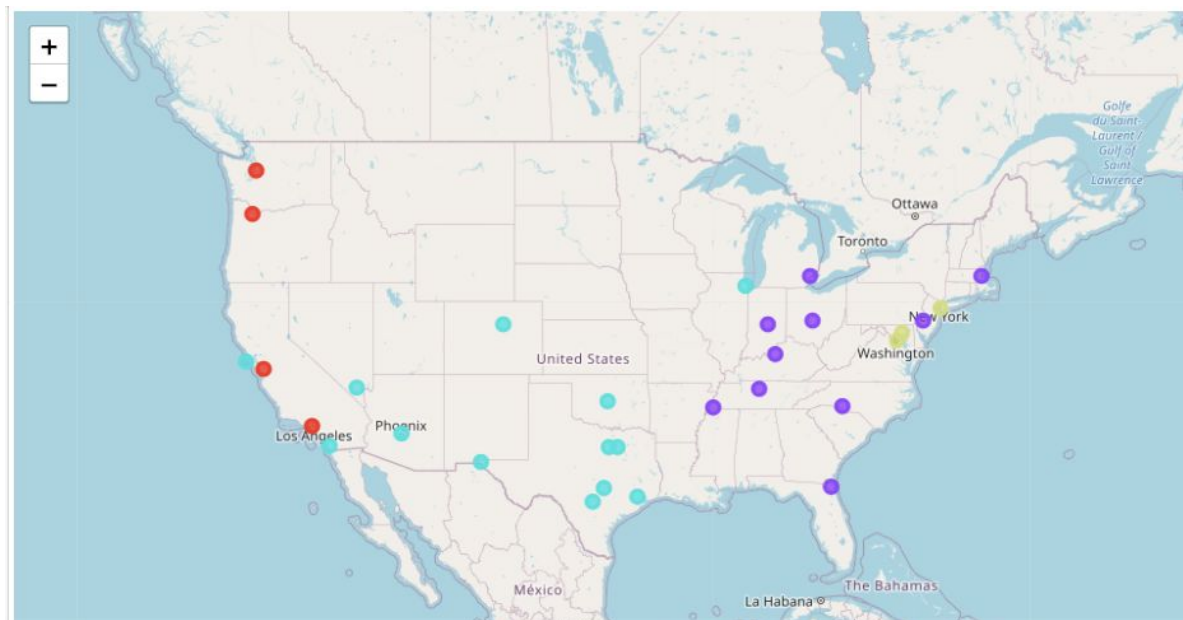 +
−
Golfe
du Saint-
Laurent /
Gulf of
Saint
Lawrence
Ottawa
Toronto
New York
Washington
United States
Phoenix
Los Angeles
México
The Bahamas
La Habana